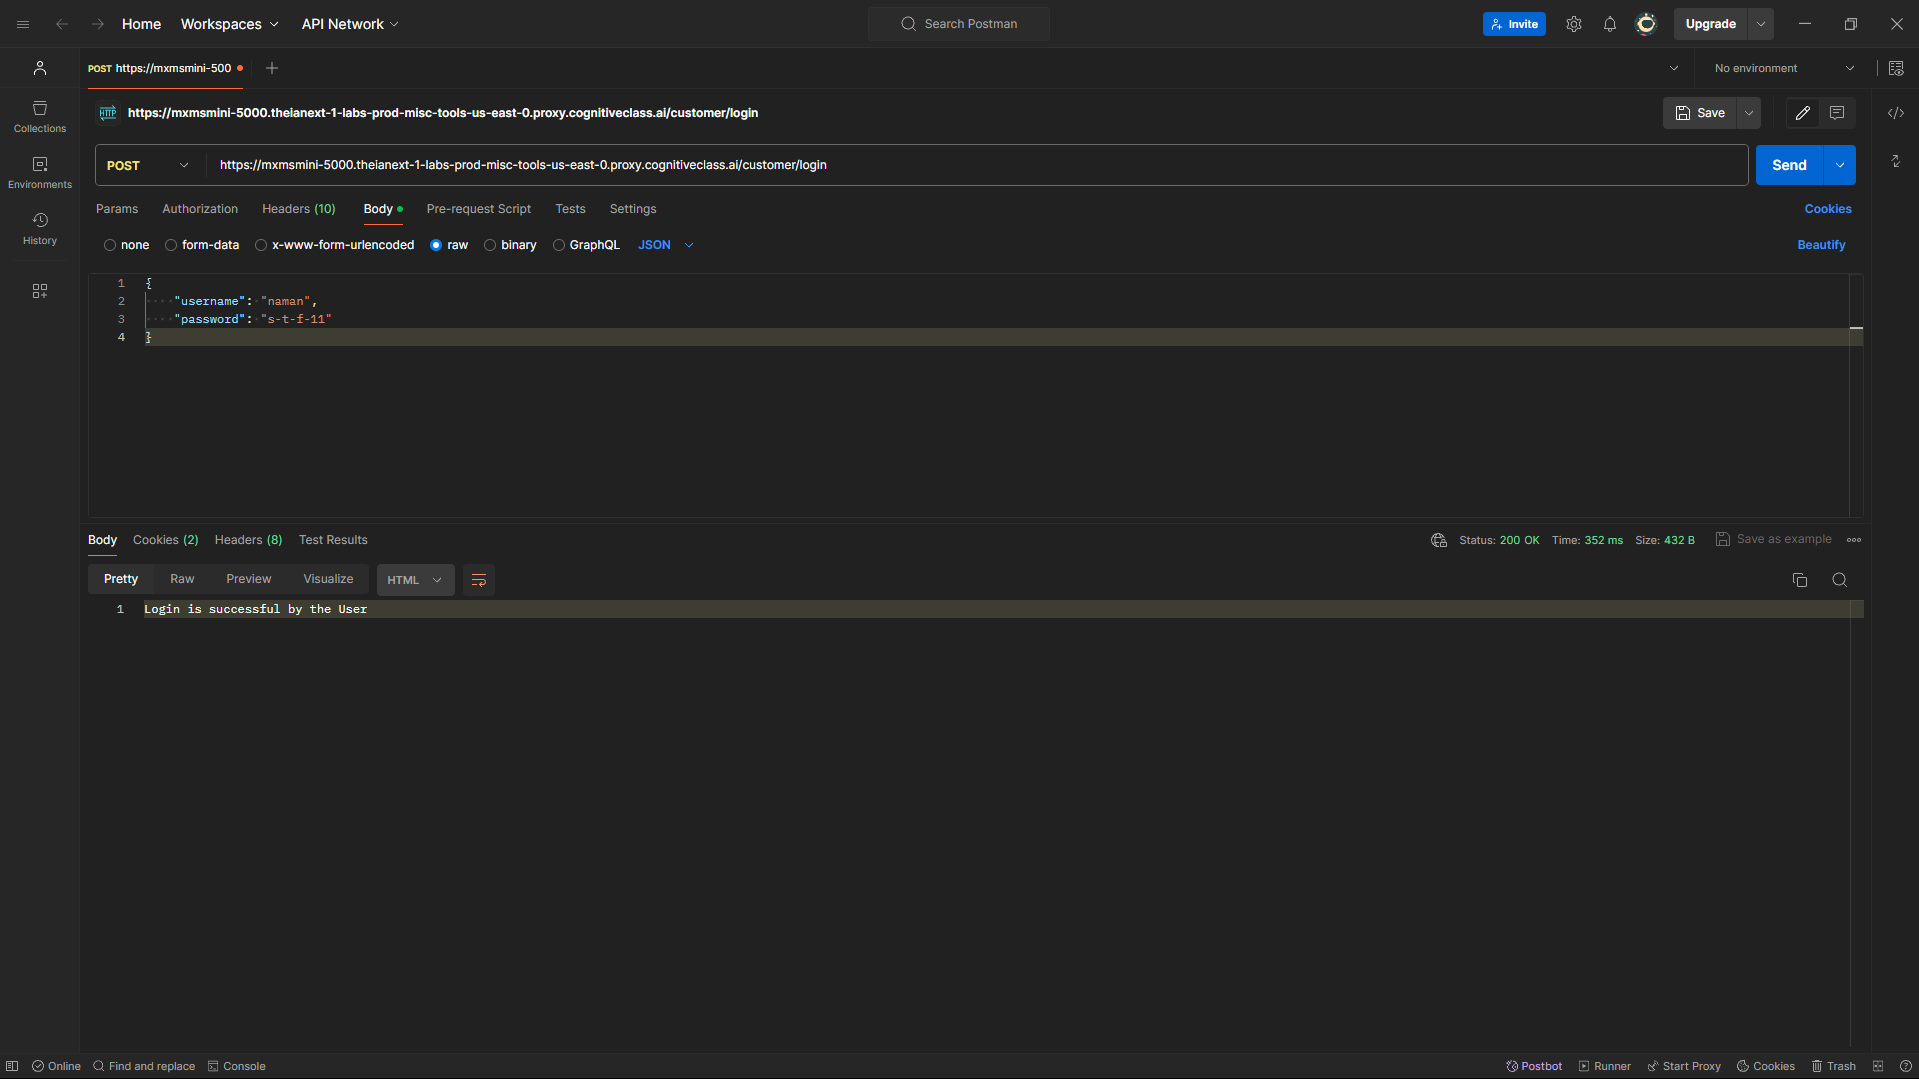 Home Workspaces API Network Search Postman Invite Upgrade
POST https://mxmsmini-500 No environment
HTTP https://mxmsmini-5000.theianext-1-labs-prod-misc-tools-us-east-0.proxy.cognitiveclass.ai/customer/login Save
Collections
POST https://mxmsmini-5000.theianext-1-labs-prod-misc-tools-us-east-0.proxy.cognitiveclass.ai/customer/login Send
Environments
Params Authorization Headers (10) Body Pre-request Script Tests Settings Cookies
History
none form-data x-www-form-urlencoded raw binary GraphQL JSON Beautify
1 {
2 "username": "naman",
3 "password": "s-t-f-11"
4 }
Body Cookies (2) Headers (8) Test Results Status: 200 OK Time: 352 ms Size: 432 B Save as example
Pretty Raw Preview Visualize HTML
1 Login is successful by the User
Online Find and replace Console Postbot Runner Start Proxy Cookies Trash